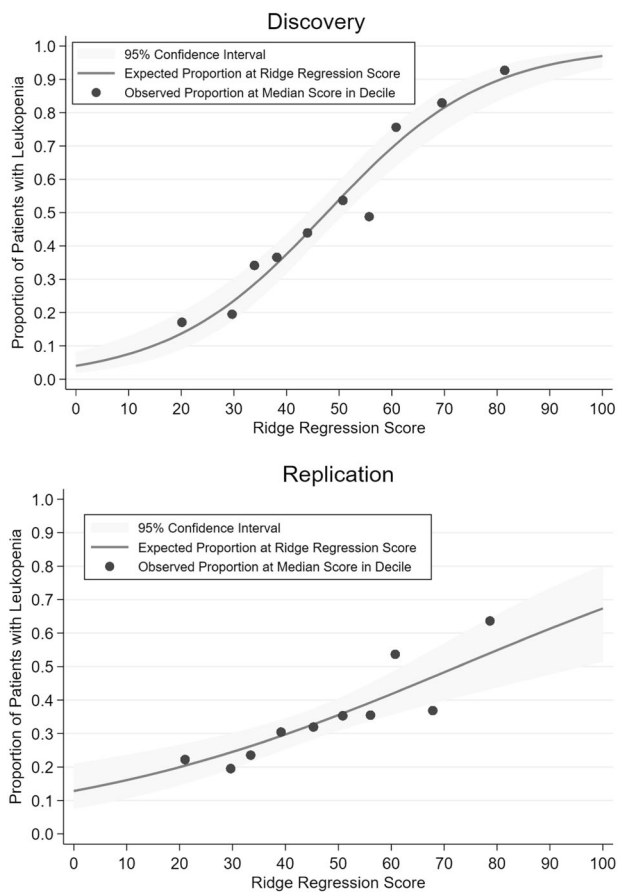 Discovery
Proportion of Patients with Leukopenia
1.0
0.9
0.8
0.7
0.6
0.5
0.4
0.3
0.2
0.1
0.0
95% Confidence Interval
Expected Proportion at Ridge Regression Score
Observed Proportion at Median Score in Decile
0 10 20 30 40 50 60 70 80 90 100
Ridge Regression Score
Replication
Proportion of Patients with Leukopenia
1.0
0.9
0.8
0.7
0.6
0.5
0.4
0.3
0.2
0.1
0.0
95% Confidence Interval
Expected Proportion at Ridge Regression Score
Observed Proportion at Median Score in Decile
0 10 20 30 40 50 60 70 80 90 100
Ridge Regression Score